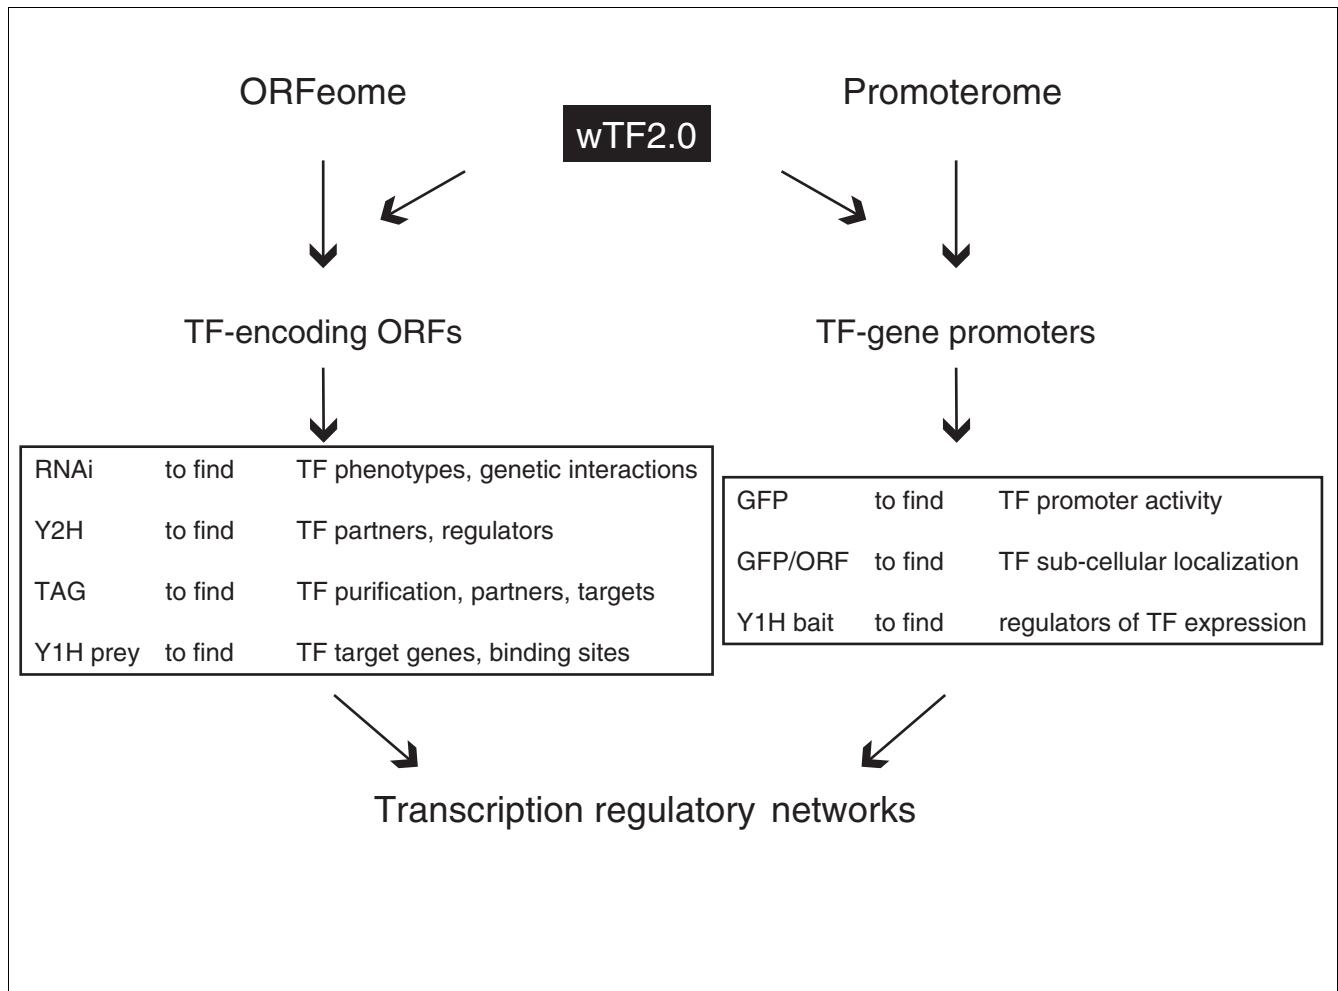 ORFeome
Promoterome
wTF2.0
TF-encoding ORFs
TF-gene promoters
RNAi to find TF phenotypes, genetic interactions
Y2H to find TF partners, regulators
TAG to find TF purification, partners, targets
Y1H prey to find TF target genes, binding sites
GFP to find TF promoter activity
GFP/ORF to find TF sub-cellular localization
Y1H bait to find regulators of TF expression
Transcription regulatory networks